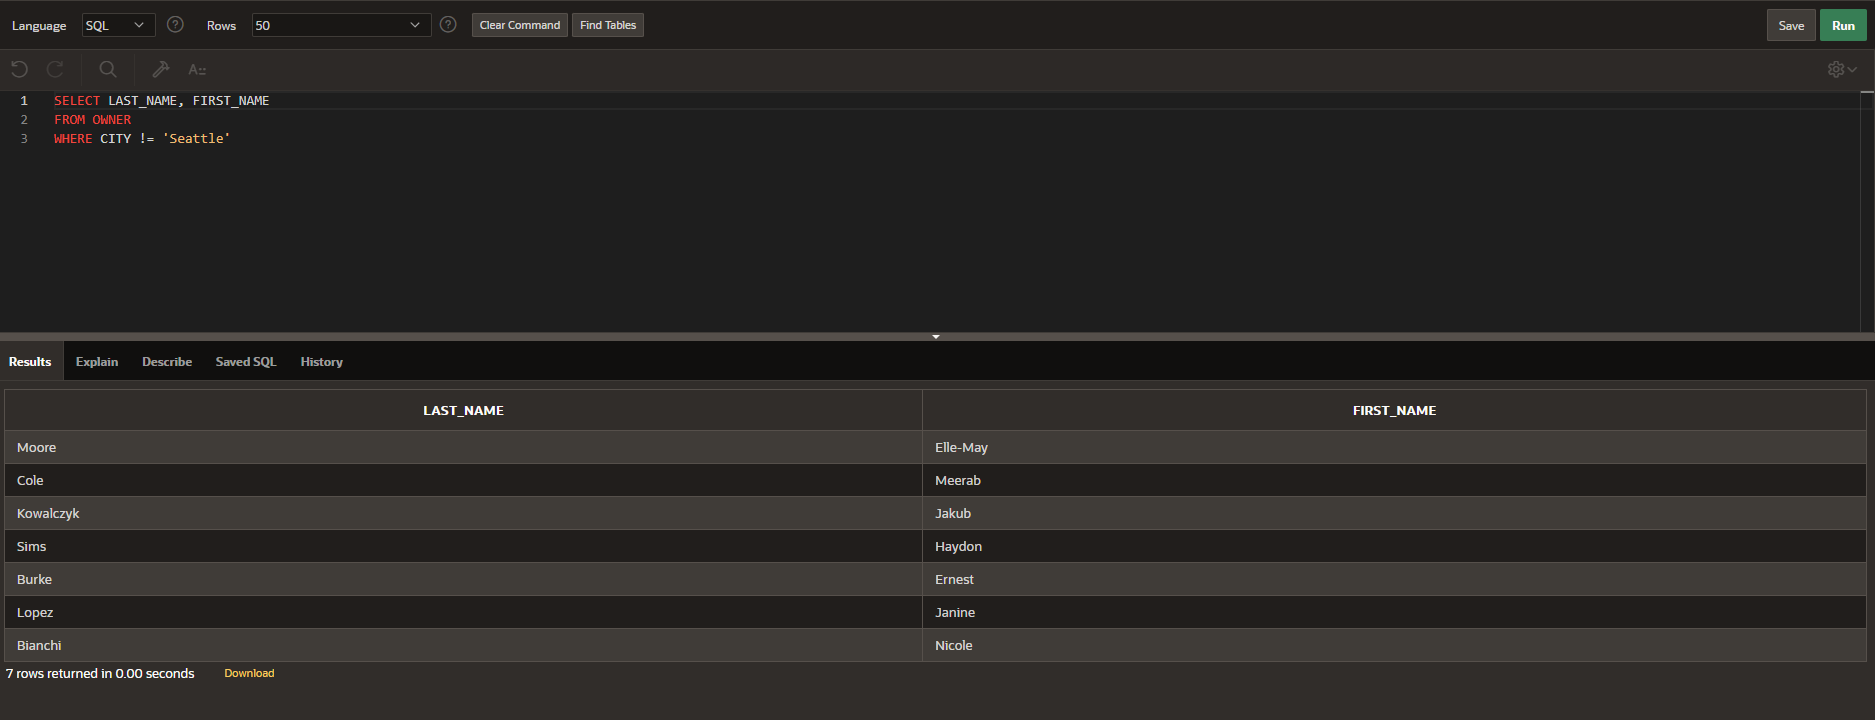 Language SQL ? Rows 50 ? Clear Command Find Tables Save Run
A
1 SELECT LAST_NAME, FIRST_NAME
2 FROM OWNER
3 WHERE CITY != 'Seattle'
Results Explain Describe Saved SQL History
LAST_NAME FIRST_NAME
Moore Elle-May
Cole Meerab
Kowalczyk Jakub
Sims Haydon
Burke Ernest
Lopez Janine
Bianchi Nicole
7 rows returned in 0.00 seconds Download